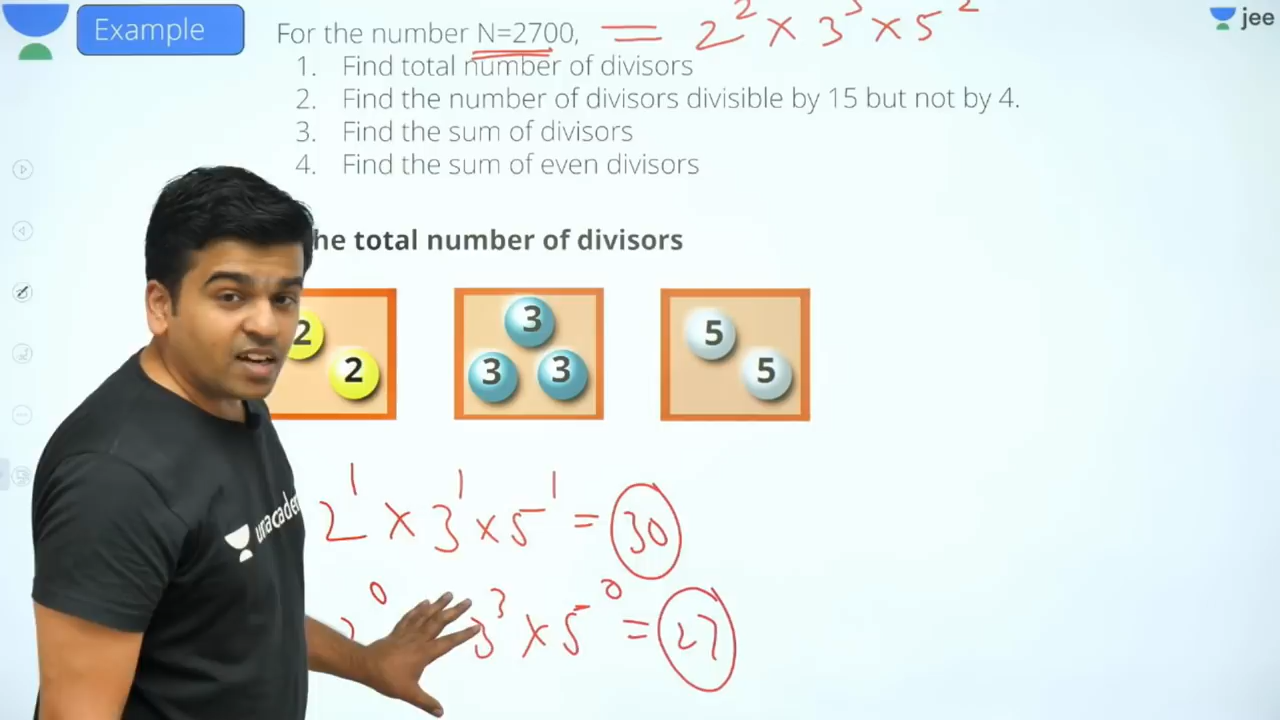 Example
For the number N=2700, = 2² × 3³ × 5²
jee
1. Find total number of divisors
2. Find the number of divisors divisible by 15 but not by 4.
3. Find the sum of divisors
4. Find the sum of even divisors
the total number of divisors
2 2
3 3 3
5 5
2¹ × 3¹ × 5¹ = 30
2⁰ 3³ × 5⁰ = 27
unacadem